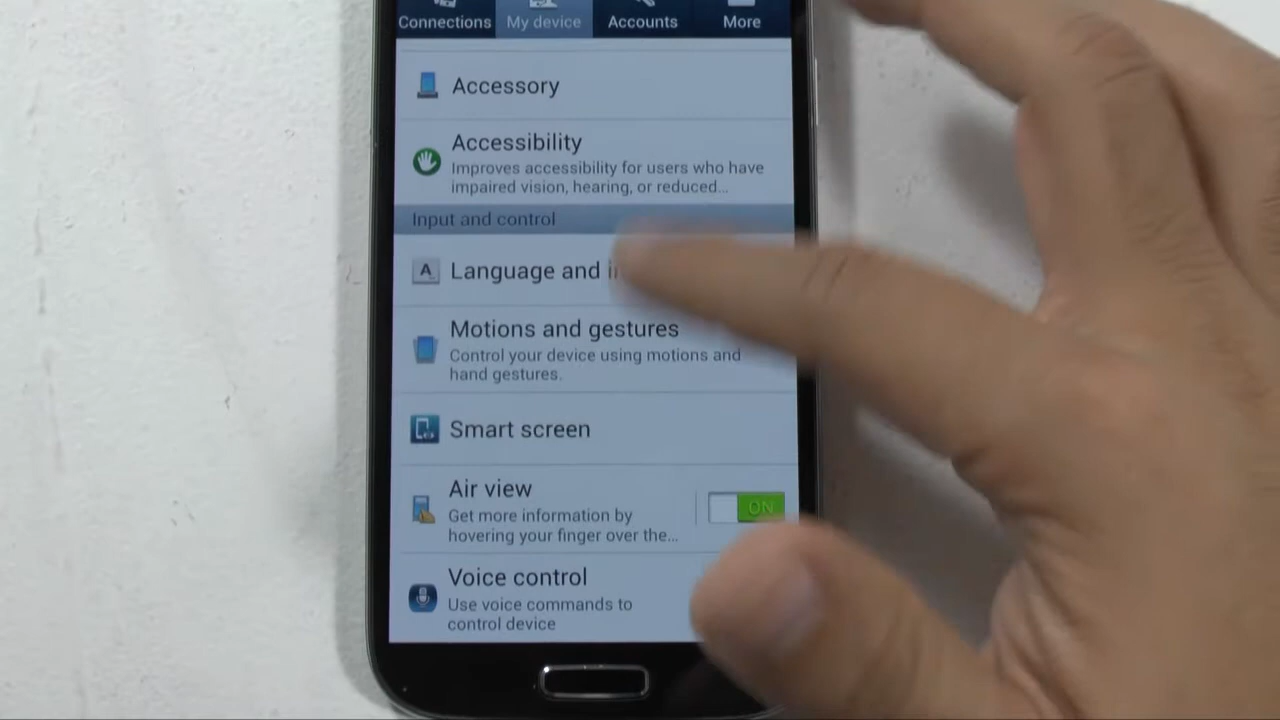 Connections My device Accounts More
Accessory
Accessibility
Improves accessibility for users who have
impaired vision, hearing, or reduced...
Input and control
A
Language and
Motions and gestures
Control your device using motions and
hand gestures.
Smart screen
Air view
Get more information by
hovering your finger over the...
ON
Voice control
Use voice commands to
control device